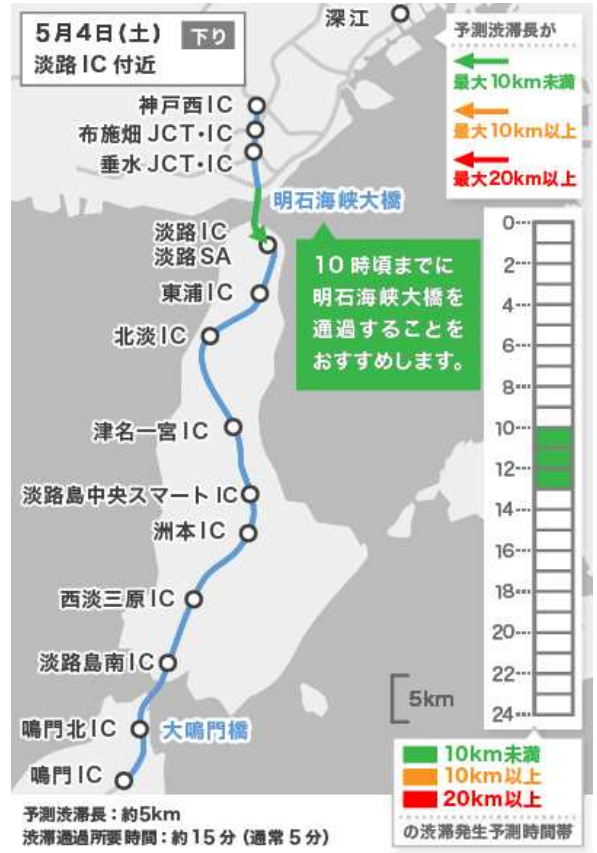 5月4日(土) 下り
淡路IC付近
深江
神戸西IC
布施畑JCT・IC
垂水JCT・IC
明石海峡大橋
淡路IC
淡路SA
東浦IC
北淡IC
津名一宮IC
淡路島中央スマートIC
洲本IC
西淡三原IC
淡路島南IC
鳴門北IC
大鳴門橋
鳴門IC
10時頃までに
明石海峡大橋を
通過することを
おすすめします。
予測渋滞長が
最大10km未満
最大10km以上
最大20km以上
0
2
4
6
8
10
12
14
16
18
20
22
24
5km
10km未満
10km以上
20km以上
の渋滞発生予測時間帯
予測渋滞長：約5km
渋滞通過所要時間：約15分（通常5分）